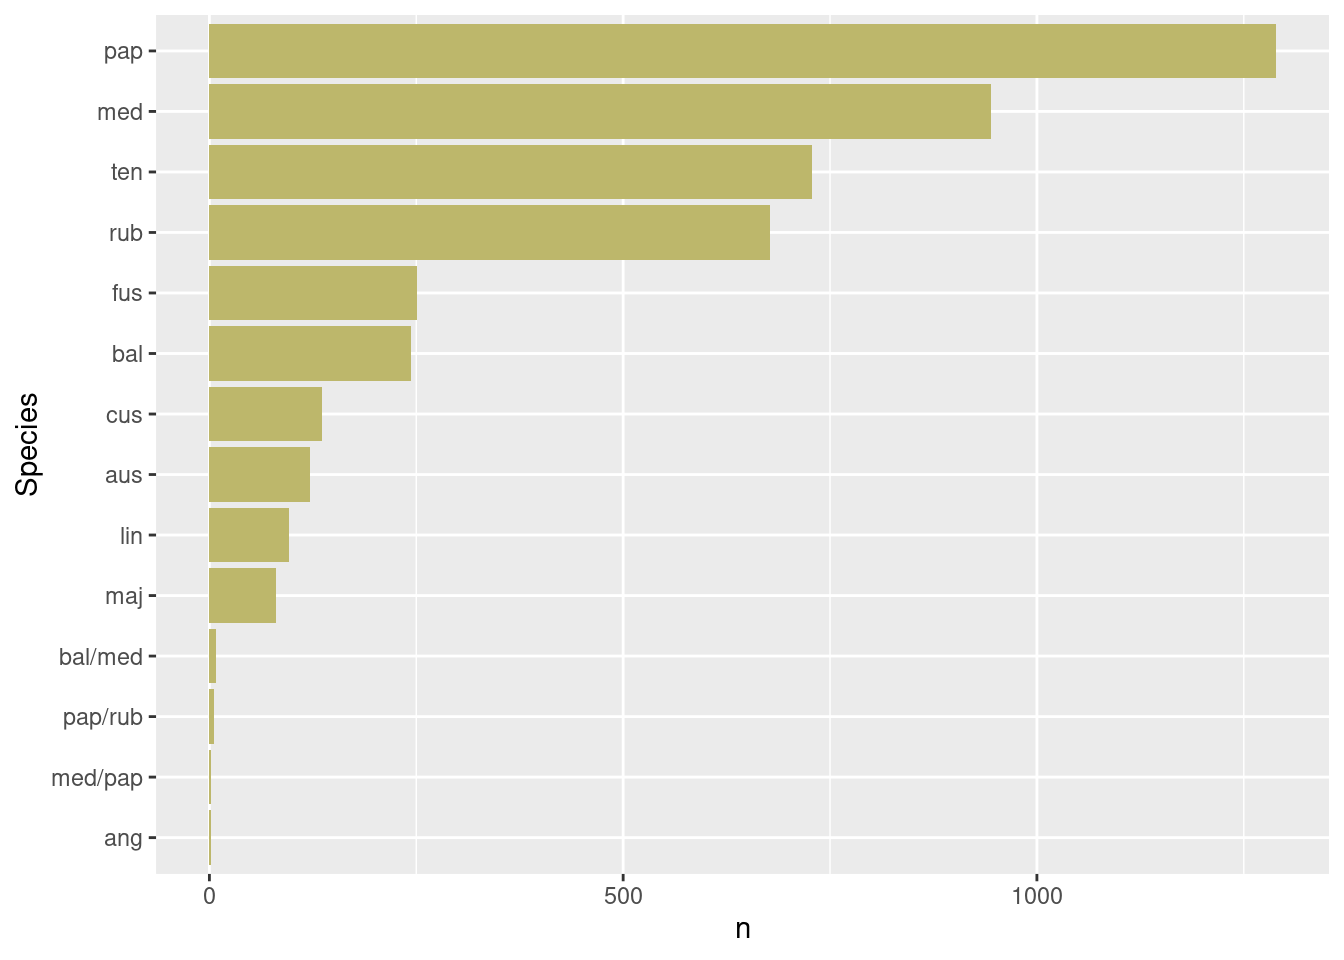 pap
med
ten
rub
fus
bal
cus
aus
lin
maj
bal/med
pap/rub
med/pap
ang
Species
0 500 1000
n